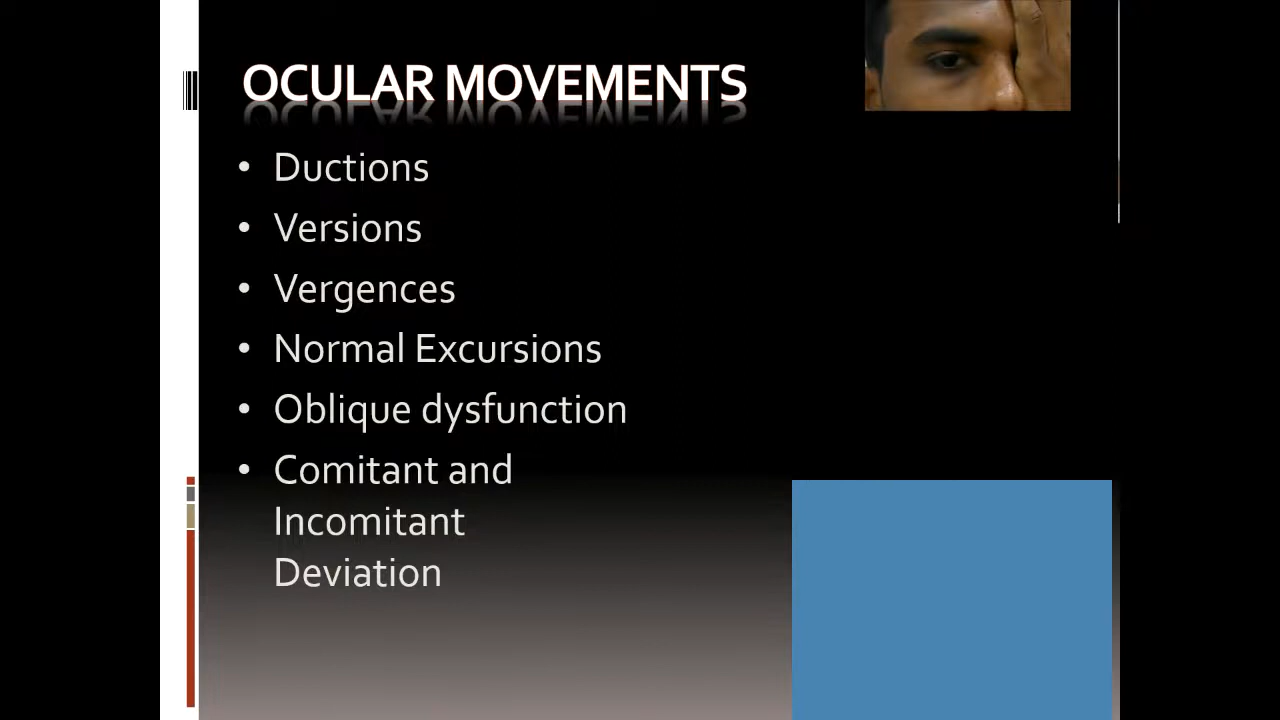 OCULAR MOVEMENTS
• Ductions
• Versions
• Vergences
• Normal Excursions
• Oblique dysfunction
• Comitant and
Incomitant
Deviation